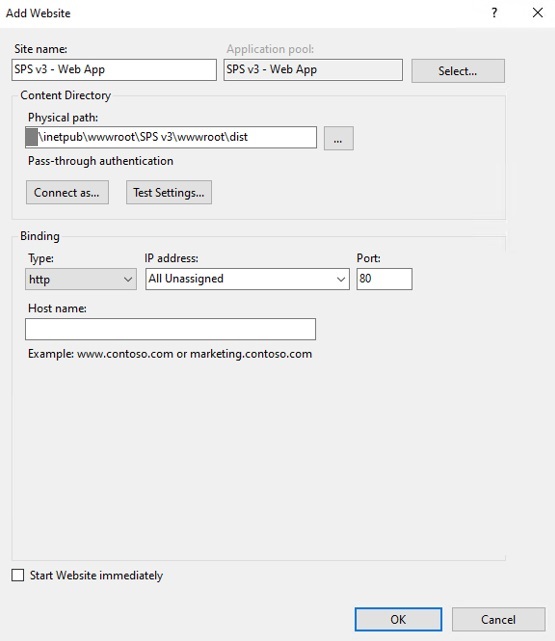 Add Website
?
Site name:
Application pool:
SPS v3 - Web App
SPS v3 - Web App
Select...
Content Directory
Physical path:
\inetpub\wwwroot\SPS v3\wwwroot\dist
...
Pass-through authentication
Connect as...
Test Settings...
Binding
Type:
IP address:
Port:
http
All Unassigned
80
Host name:
Example: www.contoso.com or marketing.contoso.com
Start Website immediately
OK
Cancel